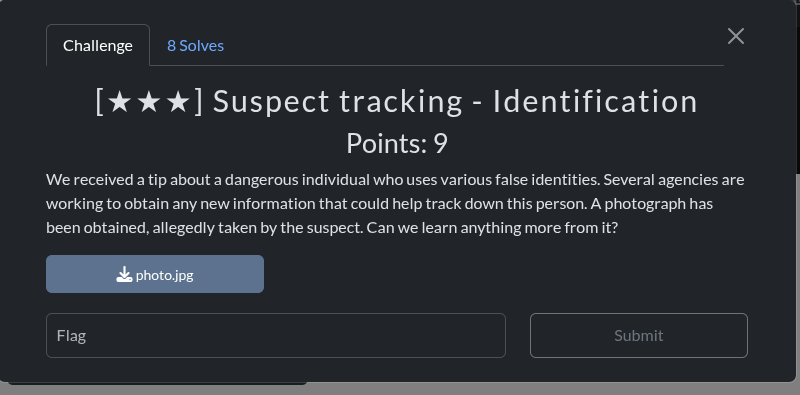 Challenge
8 Solves
[★★★] Suspect tracking - Identification
Points: 9
We received a tip about a dangerous individual who uses various false identities. Several agencies are
working to obtain any new information that could help track down this person. A photograph has
been obtained, allegedly taken by the suspect. Can we learn anything more from it?
photo.jpg
Flag
Submit